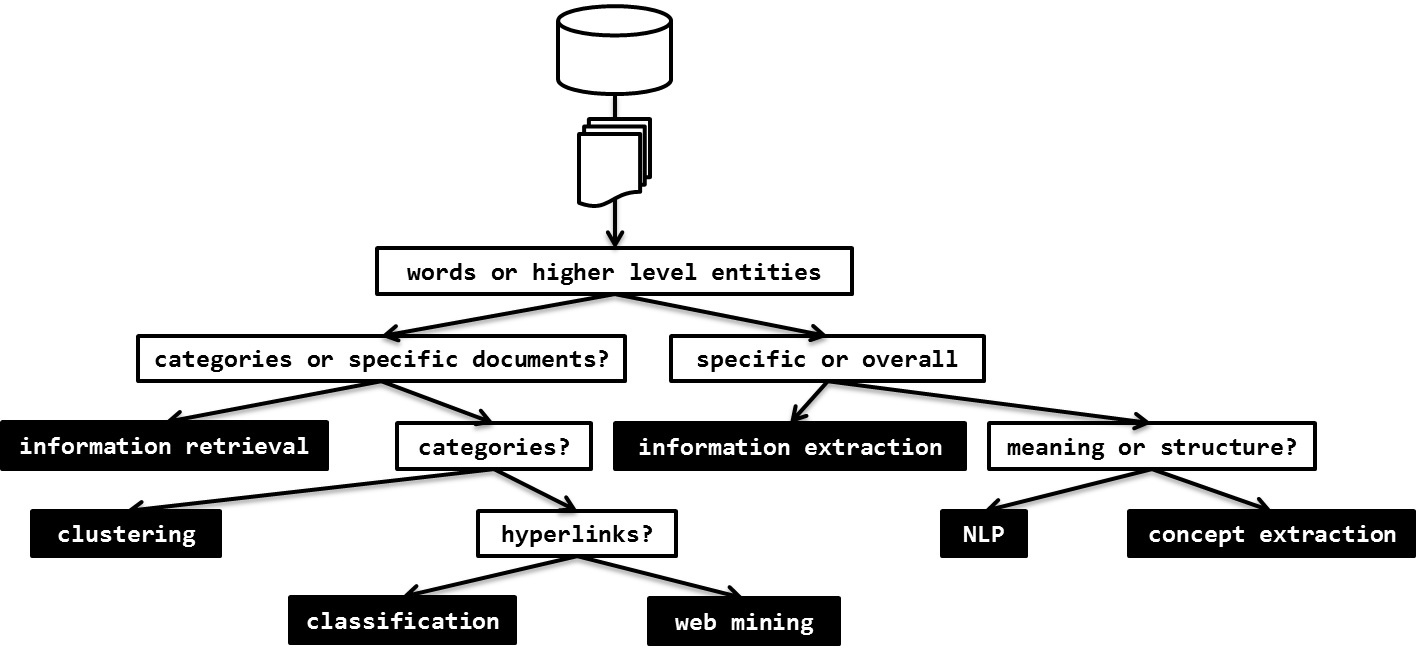 words or higher level entities
categories or specific documents?
specific or overall
information retrieval
categories?
information extraction
meaning or structure?
clustering
hyperlinks?
NLP
concept extraction
classification
web mining